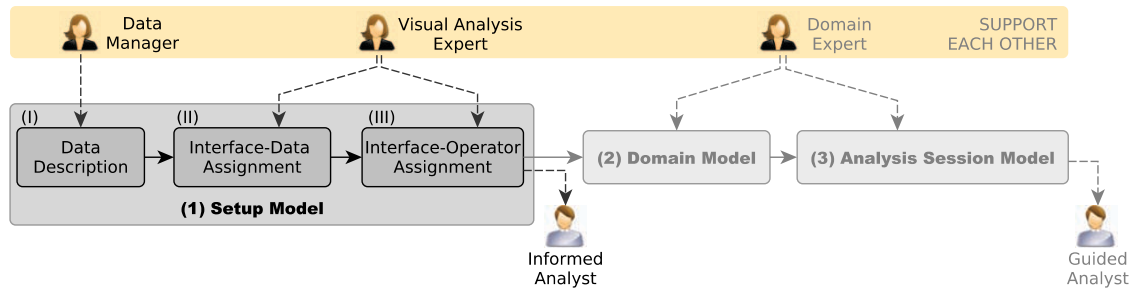 Data
Manager
Visual Analysis
Expert
Domain
Expert
SUPPORT
EACH OTHER
(I)
Data
Description
(II)
Interface-Data
Assignment
(III)
Interface-Operator
Assignment
(1) Setup Model
(2) Domain Model
(3) Analysis Session Model
Informed
Analyst
Guided
Analyst